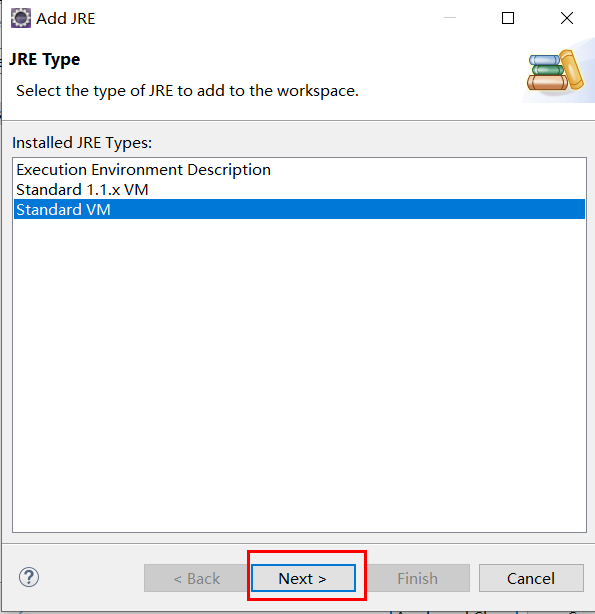 Add JRE
JRE Type
Select the type of JRE to add to the workspace.
Installed JRE Types:
Execution Environment Description
Standard 1.1.x VM
Standard VM
?
< Back
Next >
Finish
Cancel